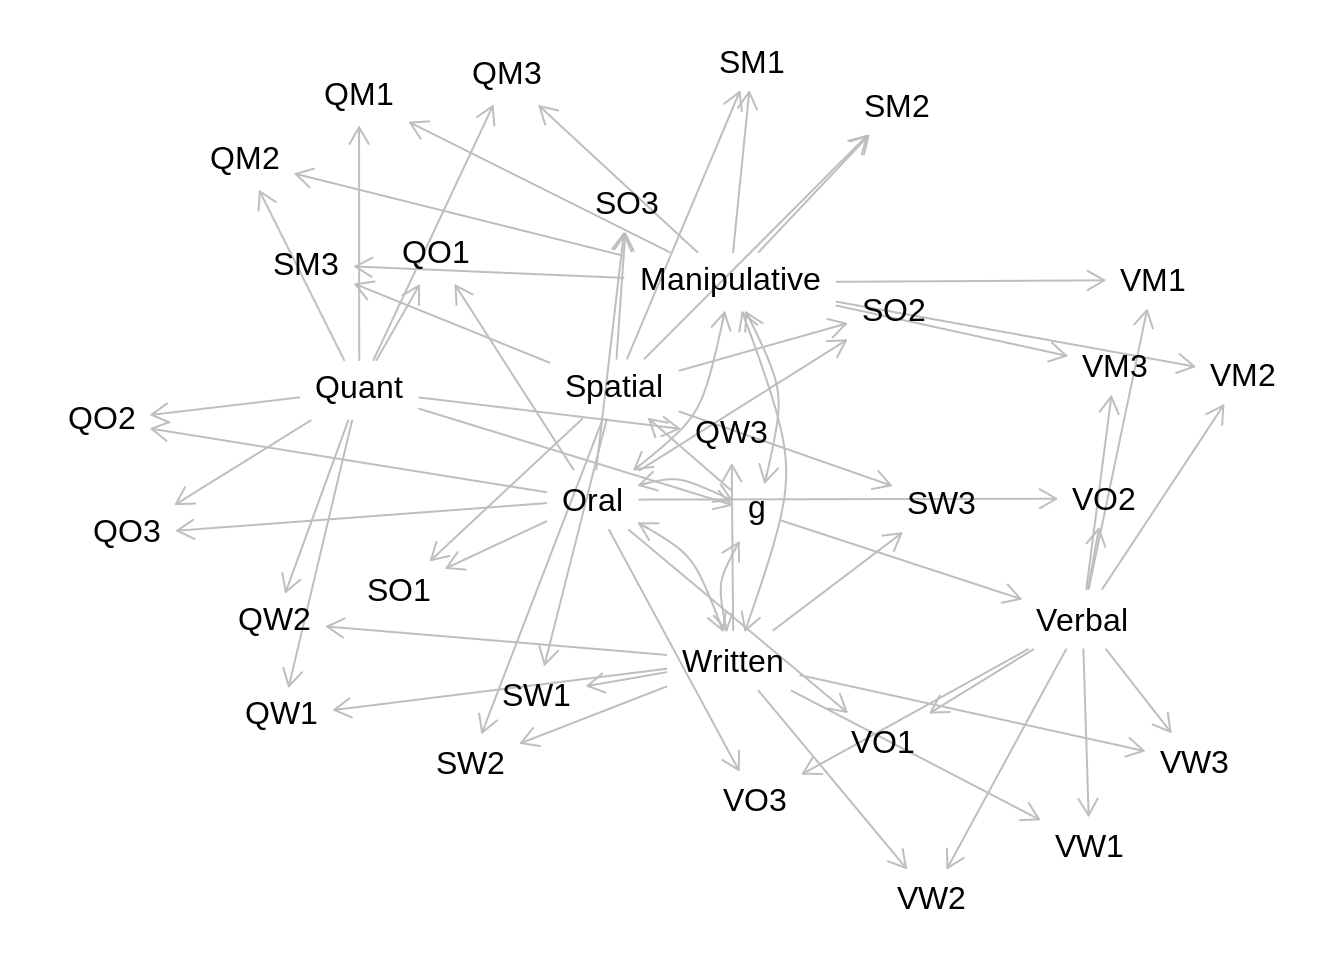 SM1
QM3
QM1
SM2
QM2
SO3
QO1
SM3
Manipulative
VM1
SO2
VM3
VM2
Quant
Spatial
QO2
QW3
Oral
g
SW3
VO2
QO3
SO1
QW2
Verbal
Written
SW1
QW1
VO1
SW2
VW3
VO3
VW1
VW2